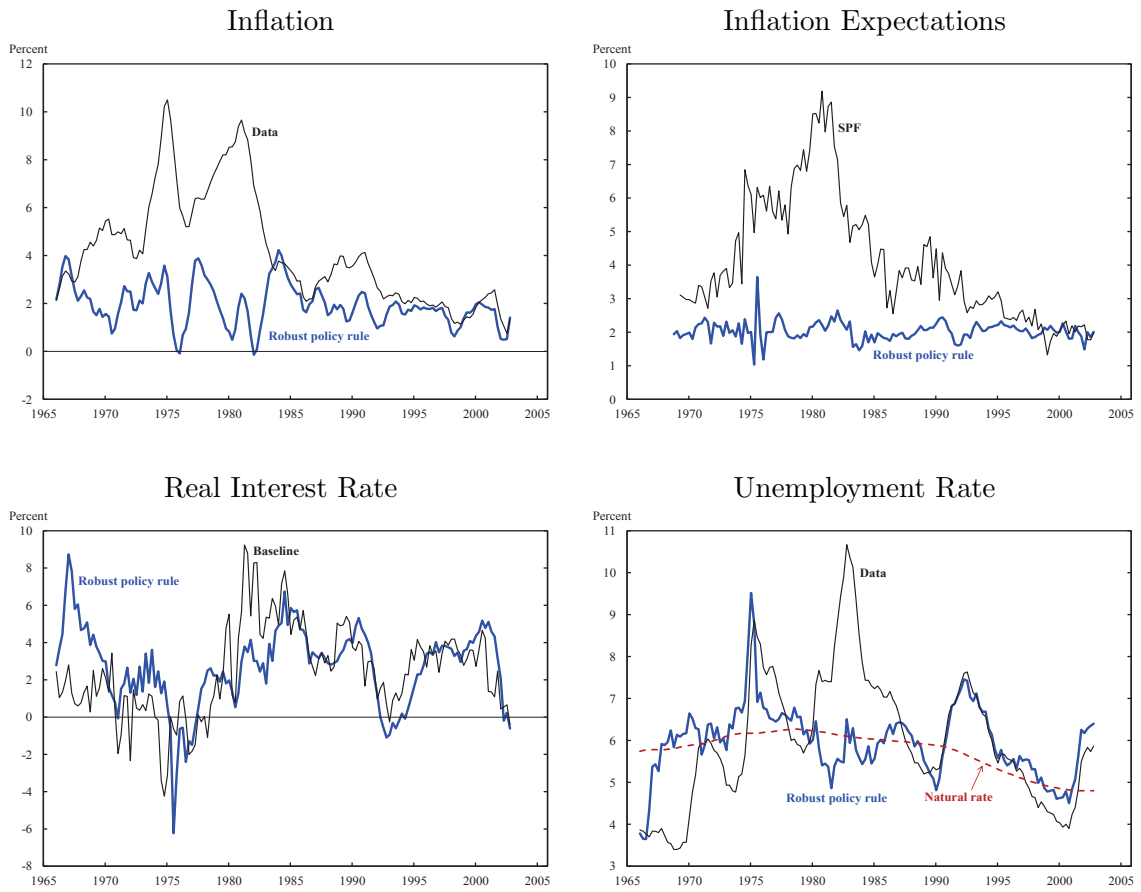 Inflation
Percent
12
10
8
6
4
2
0
-2
Data
Robust policy rule
1965 1970 1975 1980 1985 1990 1995 2000 2005
Inflation Expectations
Percent
10
9
8
7
6
5
4
3
2
1
0
SPF
Robust policy rule
1965 1970 1975 1980 1985 1990 1995 2000 2005
Real Interest Rate
Percent
10
8
6
4
2
0
-2
-4
-6
-8
Baseline
Robust policy rule
1965 1970 1975 1980 1985 1990 1995 2000 2005
Unemployment Rate
Percent
11
10
9
8
7
6
5
4
3
Data
Robust policy rule
Natural rate
1965 1970 1975 1980 1985 1990 1995 2000 2005